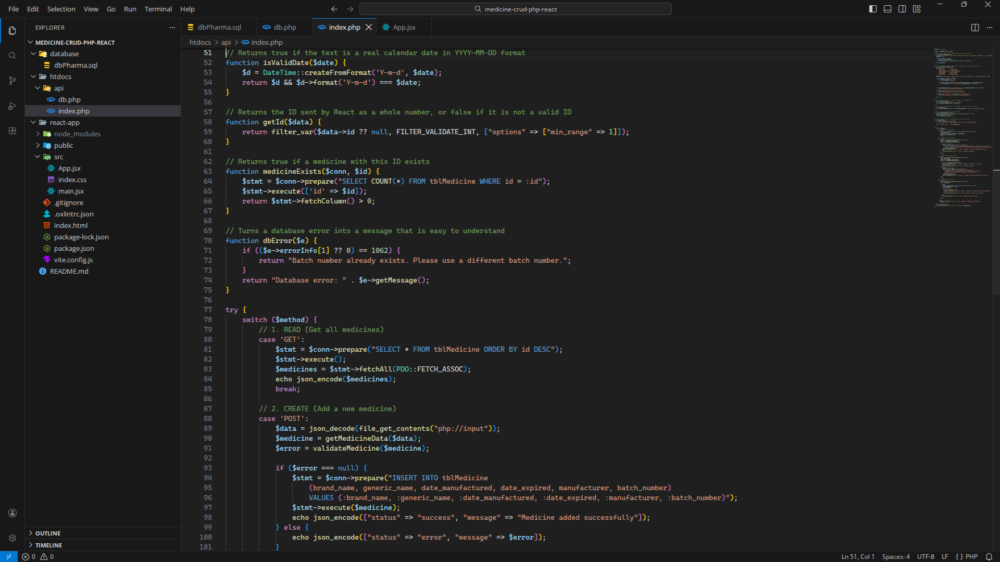 File Edit Selection View Go Run Terminal Help
medicine-crud-php-react
EXPLORER
MEDICINE-CRUD-PHP-REACT
database
dbPharma.sql
htdocs
api
db.php
index.php
react-app
node_modules
public
src
App.jsx
index.css
main.jsx
.gitignore
.oxlintrc.json
index.html
package-lock.json
package.json
vite.config.js
README.md
OUTLINE
TIMELINE
dbPharma.sql db.php index.php App.jsx
htdocs > api > index.php
51 // Returns true if the text is a real calendar date in YYYY-MM-DD format
52 function isValidDate($date) {
53     $d = DateTime::createFromFormat('Y-m-d', $date);
54     return $d && $d->format('Y-m-d') === $date;
55 }
56
57 // Returns the ID sent by React as a whole number, or false if it is not a valid ID
58 function getId($data) {
59     return filter_var($data->id ?? null, FILTER_VALIDATE_INT, ["options" => ["min_range" => 1]]);
60 }
61
62 // Returns true if a medicine with this ID exists
63 function medicineExists($conn, $id) {
64     $stmt = $conn->prepare("SELECT COUNT(*) FROM tblMedicine WHERE id = :id");
65     $stmt->execute(['id' => $id]);
66     return $stmt->fetchColumn() > 0;
67 }
68
69 // Turns a database error into a message that is easy to understand
70 function dbError($e) {
71     if (($e->errorInfo[1] ?? 0) == 1062) {
72         return "Batch number already exists. Please use a different batch number.";
73     }
74     return "Database error: " . $e->getMessage();
75 }
76
77 try {
78     switch ($method) {
79         // 1. READ (Get all medicines)
80         case 'GET':
81             $stmt = $conn->prepare("SELECT * FROM tblMedicine ORDER BY id DESC");
82             $stmt->execute();
83             $medicines = $stmt->fetchAll(PDO::FETCH_ASSOC);
84             echo json_encode($medicines);
85             break;
86
87         // 2. CREATE (Add a new medicine)
88         case 'POST':
89             $data = json_decode(file_get_contents("php://input"));
90             $medicine = getMedicineData($data);
91             $error = validateMedicine($medicine);
92
93             if ($error === null) {
94                 $stmt = $conn->prepare("INSERT INTO tblMedicine
95                     (brand_name, generic_name, date_manufactured, date_expired, manufacturer, batch_number)
96                     VALUES (:brand_name, :generic_name, :date_manufactured, :date_expired, :manufacturer, :batch_number)");
97                 $stmt->execute($medicine);
98                 echo json_encode(["status" => "success", "message" => "Medicine added successfully"]);
99             } else {
100                 echo json_encode(["status" => "error", "message" => $error]);
101             }
0 0
Ln 51, Col 1 Spaces: 4 UTF-8 LF { } PHP